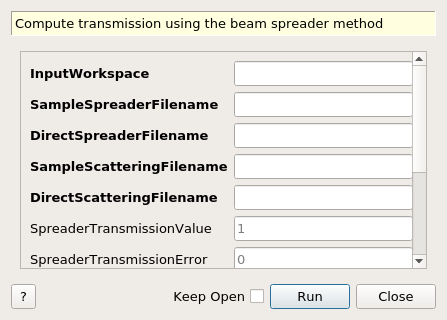 Compute transmission using the beam spreader method
InputWorkspace
SampleSpreaderFilename
DirectSpreaderFilename
SampleScatteringFilename
DirectScatteringFilename
SpreaderTransmissionValue 1
SpreaderTransmissionError 0
? Keep Open Run Close